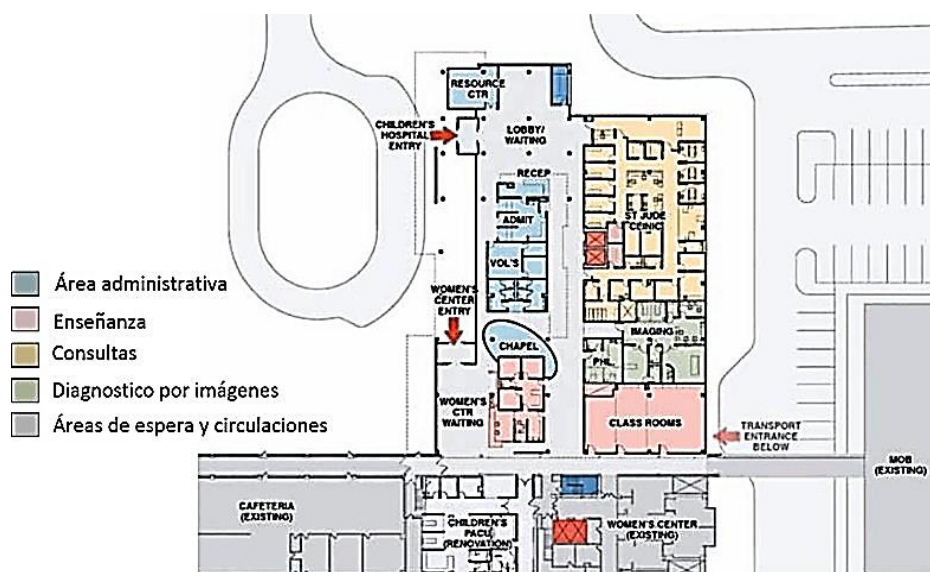 RESOURCE
CTR
CHILDREN'S
HOSPITAL
ENTRY
LOBBY/
WAITING
RECEP
ADMIT
ST JUDE
CLINIC
VOL'S
WOMEN'S
CENTER
ENTRY
IMAGING
CHAPEL
PHL
WOMEN'S
CTR
WAITING
CLASS ROOMS
TRANSPORT
ENTRANCE
BELOW
MOB
(EXISTING)
CAFETERIA
(EXISTING)
CHILDREN'S
PACU
(RENOVATION)
WOMEN'S CENTER
(EXISTING)
Área administrativa
Enseñanza
Consultas
Diagnostico por imágenes
Áreas de espera y circulaciones